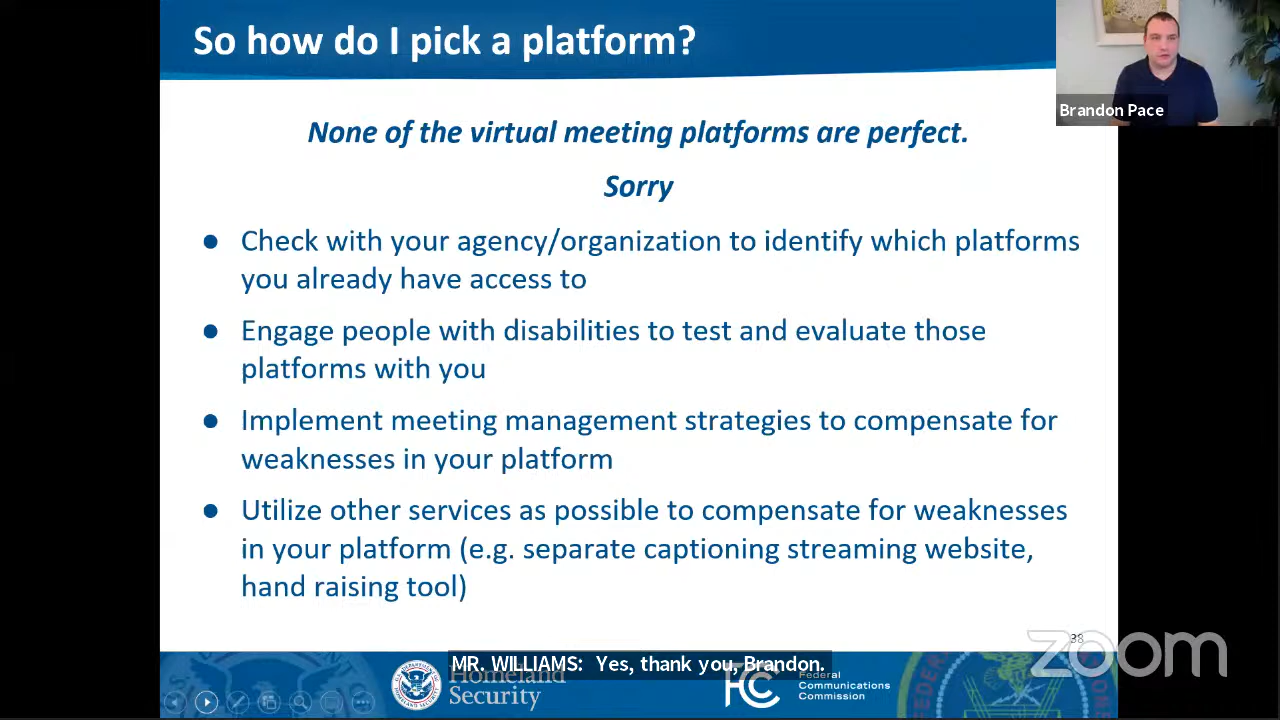 So how do I pick a platform?
Brandon Pace
None of the virtual meeting platforms are perfect.
Sorry
● Check with your agency/organization to identify which platforms
you already have access to
● Engage people with disabilities to test and evaluate those
platforms with you
● Implement meeting management strategies to compensate for
weaknesses in your platform
● Utilize other services as possible to compensate for weaknesses
in your platform (e.g. separate captioning streaming website,
hand raising tool)
38
zoom
MR. WILLIAMS: Yes, thank you, Brandon.
Homeland
Security
FCC
Federal
Communications
Commission